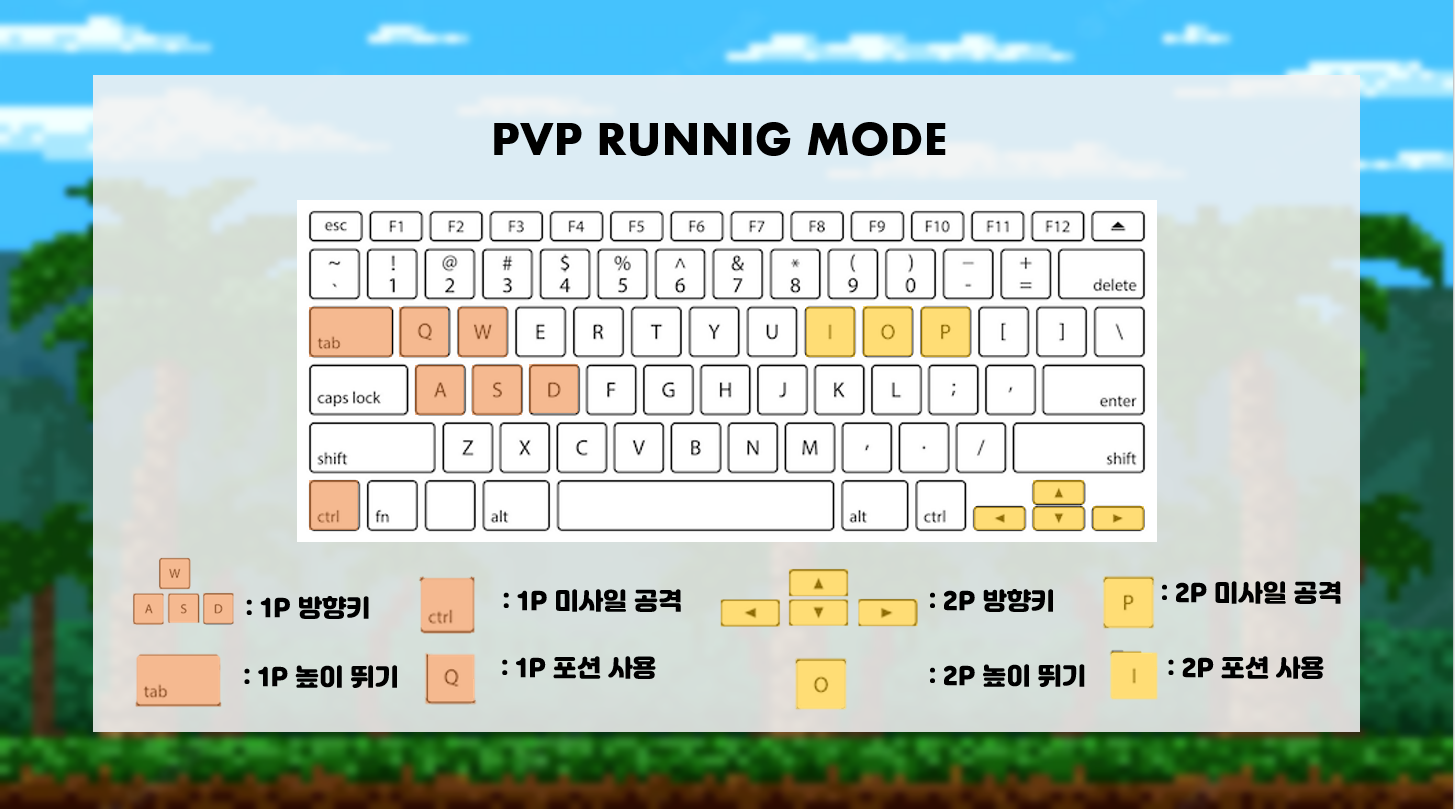 PVP RUNNIG MODE
esc F1 F2 F3 F4 F5 F6 F7 F8 F9 F10 F11 F12
~ ! @ # $ % ^ & * ( ) — +
` 1 2 3 4 5 6 7 8 9 0 - = delete
tab Q W E R T Y U I O P [ ] \
caps lock A S D F G H J K L ; ' enter
shift Z X C V B N M , . / shift
ctrl fn alt alt ctrl ◀ ▲ ▼ ▶
W
A S D : 1P 방향키
ctrl : 1P 미사일 공격
▲
◀ ▼ ▶ : 2P 방향키
P : 2P 미사일 공격
tab : 1P 높이 뛰기
Q : 1P 포션 사용
O : 2P 높이 뛰기
I : 2P 포션 사용